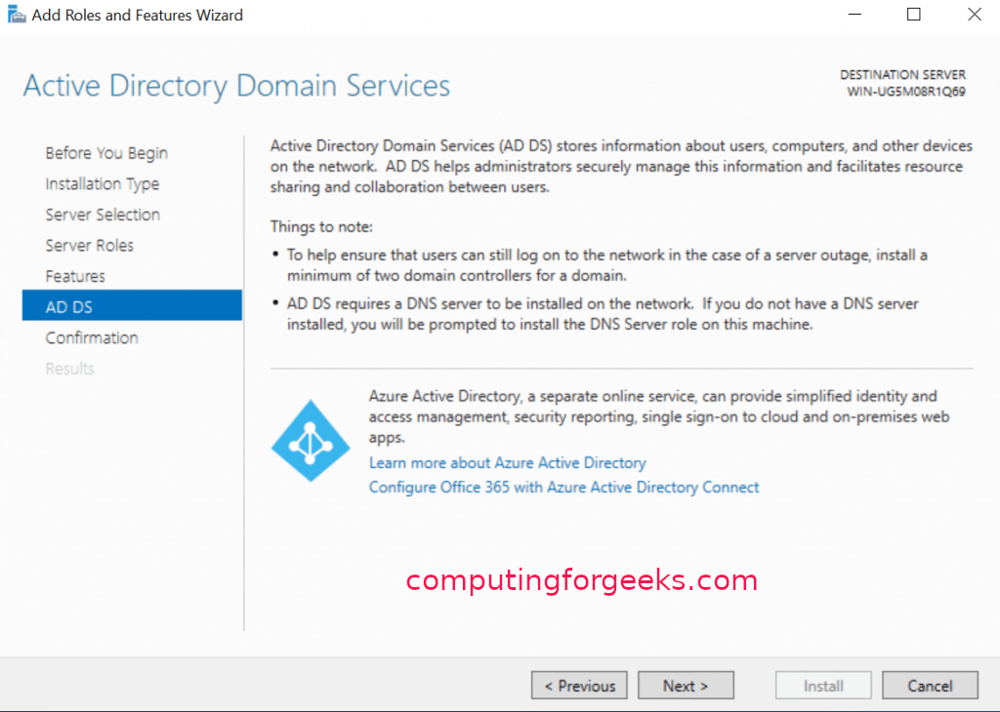 Add Roles and Features Wizard
Active Directory Domain Services
DESTINATION SERVER
WIN-UG5M08R1Q69
Before You Begin
Installation Type
Server Selection
Server Roles
Features
AD DS
Confirmation
Results
Active Directory Domain Services (AD DS) stores information about users, computers, and other devices
on the network.  AD DS helps administrators securely manage this information and facilitates resource
sharing and collaboration between users.
Things to note:
• To help ensure that users can still log on to the network in the case of a server outage, install a
minimum of two domain controllers for a domain.
• AD DS requires a DNS server to be installed on the network.  If you do not have a DNS server
installed, you will be prompted to install the DNS Server role on this machine.
Azure Active Directory, a separate online service, can provide simplified identity and
access management, security reporting, single sign-on to cloud and on-premises web
apps.
Learn more about Azure Active Directory
Configure Office 365 with Azure Active Directory Connect
computingforgeeks.com
< Previous
Next >
Install
Cancel